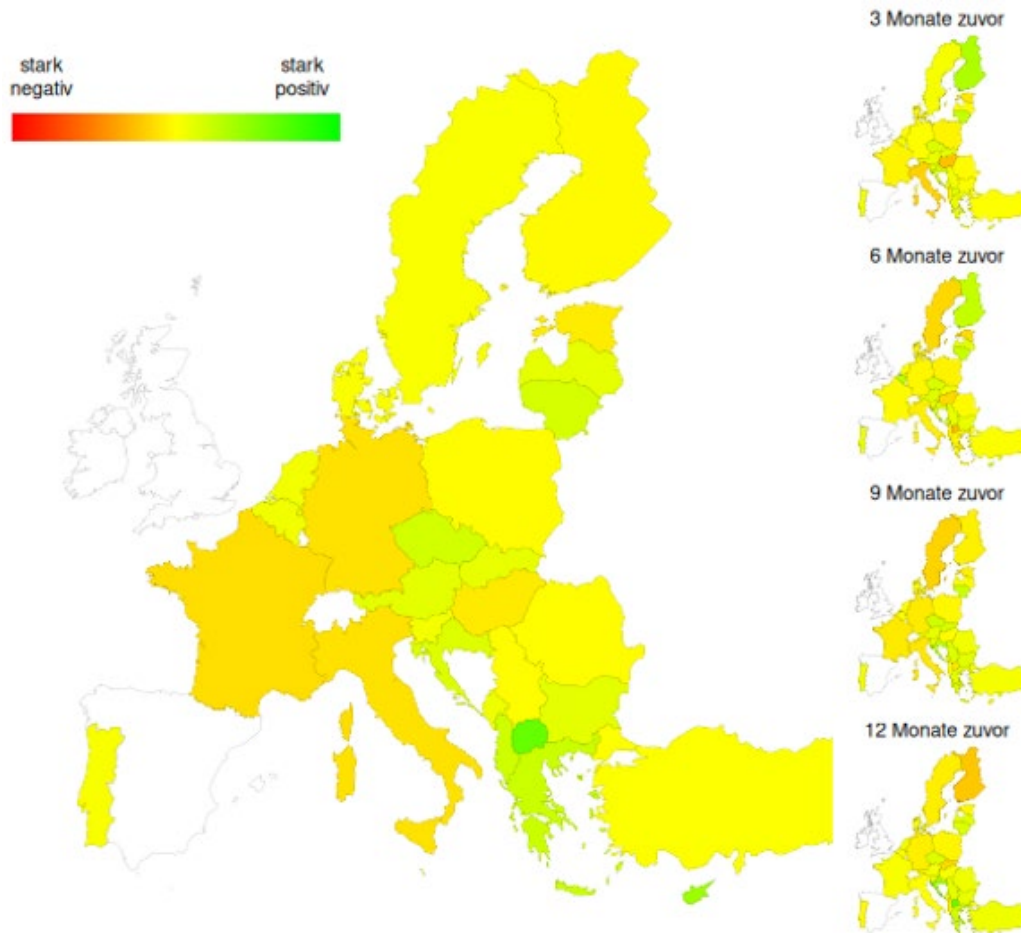 stark
negativ
stark
positiv
3 Monate zuvor
6 Monate zuvor
9 Monate zuvor
12 Monate zuvor